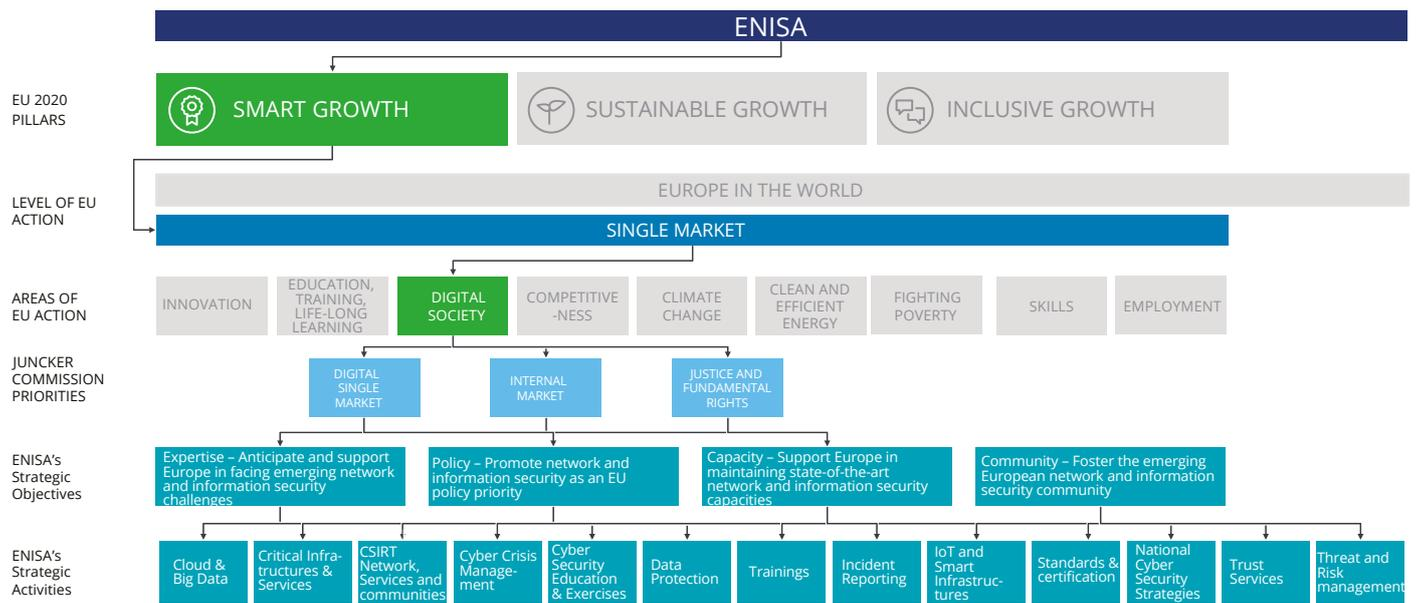 ENISA
EU 2020
PILLARS
SMART GROWTH
SUSTAINABLE GROWTH
INCLUSIVE GROWTH
LEVEL OF EU
ACTION
EUROPE IN THE WORLD
SINGLE MARKET
AREAS OF
EU ACTION
INNOVATION
EDUCATION,
TRAINING,
LIFE-LONG
LEARNING
DIGITAL
SOCIETY
COMPETITIVE
-NESS
CLIMATE
CHANGE
CLEAN AND
EFFICIENT
ENERGY
FIGHTING
POVERTY
SKILLS
EMPLOYMENT
JUNCKER
COMMISSION
PRIORITIES
DIGITAL
SINGLE
MARKET
INTERNAL
MARKET
JUSTICE AND
FUNDAMENTAL
RIGHTS
ENISA’s
Strategic
Objectives
Expertise – Anticipate and support
Europe in facing emerging network
and information security
challenges
Policy – Promote network and
information security as an EU
policy priority
Capacity – Support Europe in
maintaining state-of-the-art
network and information security
capacities
Community – Foster the emerging
European network and information
security community
ENISA’s
Strategic
Activities
Cloud &
Big Data
Critical Infra-
tructures &
Services
CSIRT
Network,
Services and
communities
Cyber Crisis
Manage-
ment
Cyber
Security
Education
& Exercises
Data
Protection
Trainings
Incident
Reporting
IoT and
Smart
Infrastruc-
tures
Standards &
certification
National
Cyber
Security
Strategies
Trust
Services
Threat and
Risk
management